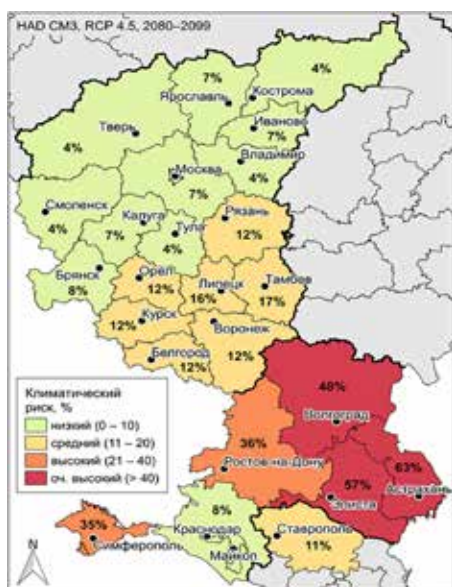 НАД СМЗ, RCP 4.5, 2080–2099
7%
4%
Ярославль
Кострома
Иваново
7%
Тверь
Владимир
4%
Москва
7%
4%
Смоленск
4%
Калуга
7%
Тула
4%
Рязань
12%
Брянск
8%
Орёл
12%
Липецк
16%
Тамбов
17%
Курск
12%
Воронеж
12%
Белгород
12%
48%
Волгоград
36%
Ростов-на-Дону
57%
Элиста
63%
Астрахань
8%
Краснодар
Майкоп
35%
Симферополь
Ставрополь
11%
Климатический
риск, %
низкий (0 – 10)
средний (11 – 20)
высокий (21 – 40)
оч. высокий (> 40)
N